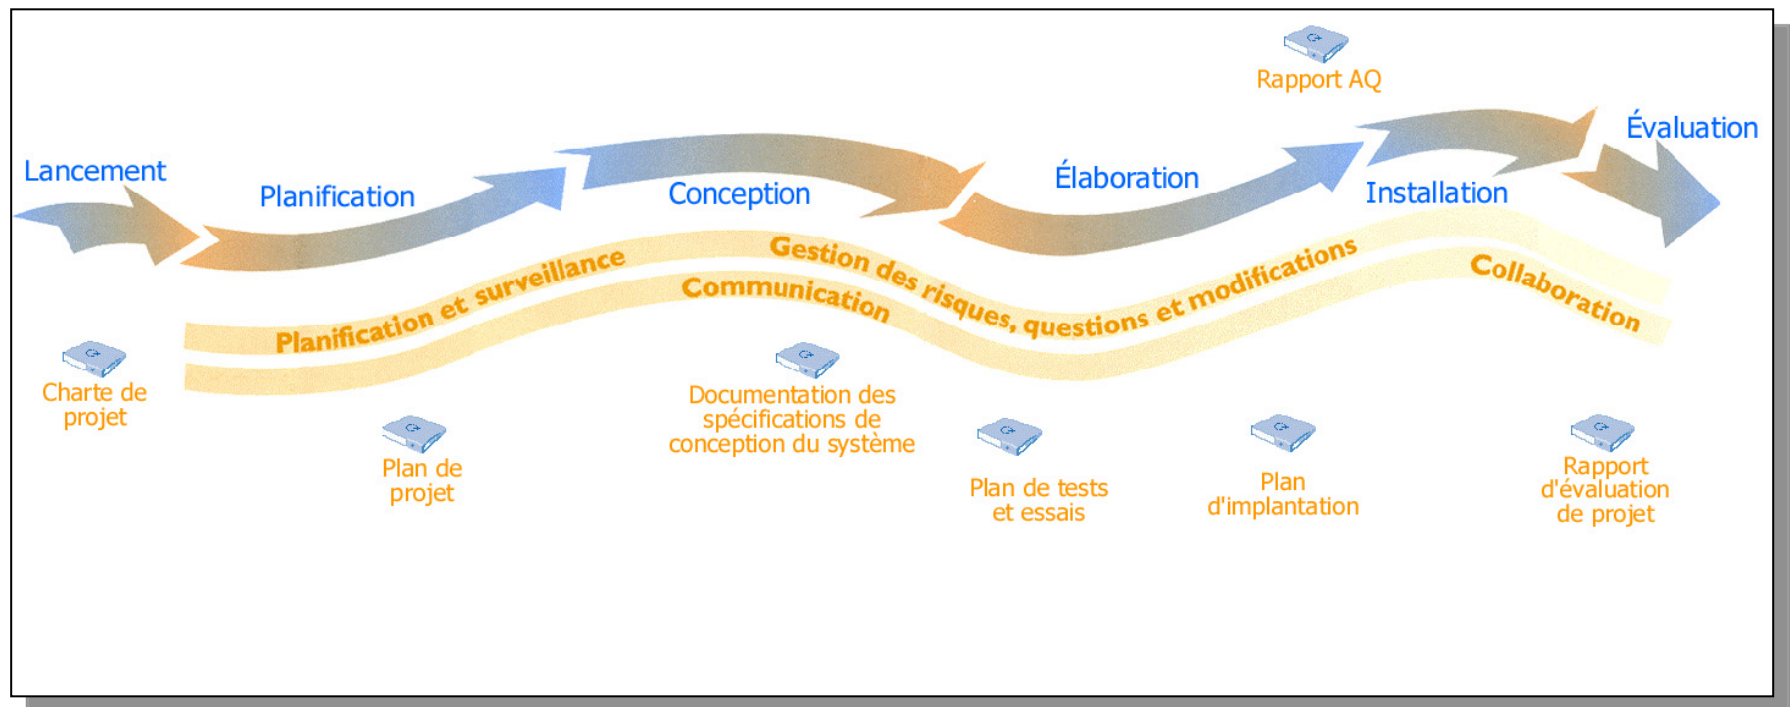 Rapport AQ
Lancement
Planification
Conception
Élaboration
Installation
Évaluation
Planification et surveillance
Gestion des risques, questions et modifications
Communication
Collaboration
Charte de
projet
Plan de
projet
Documentation des
spécifications de
conception du système
Plan de tests
et essais
Plan
d'implantation
Rapport
d'évaluation
de projet